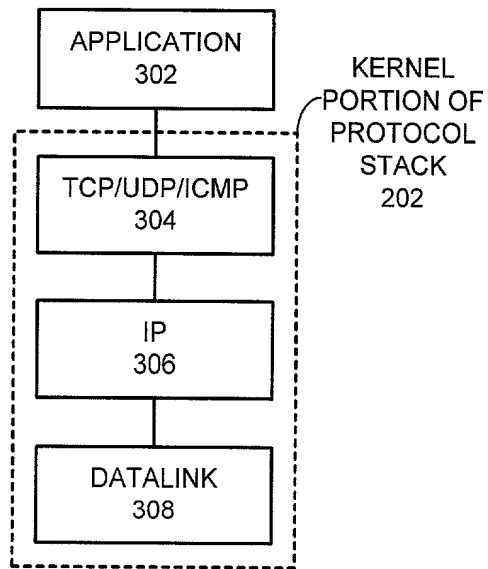 APPLICATION
302
KERNEL
PORTION OF
PROTOCOL
STACK
202
TCP/UDP/ICMP
304
IP
306
DATALINK
308